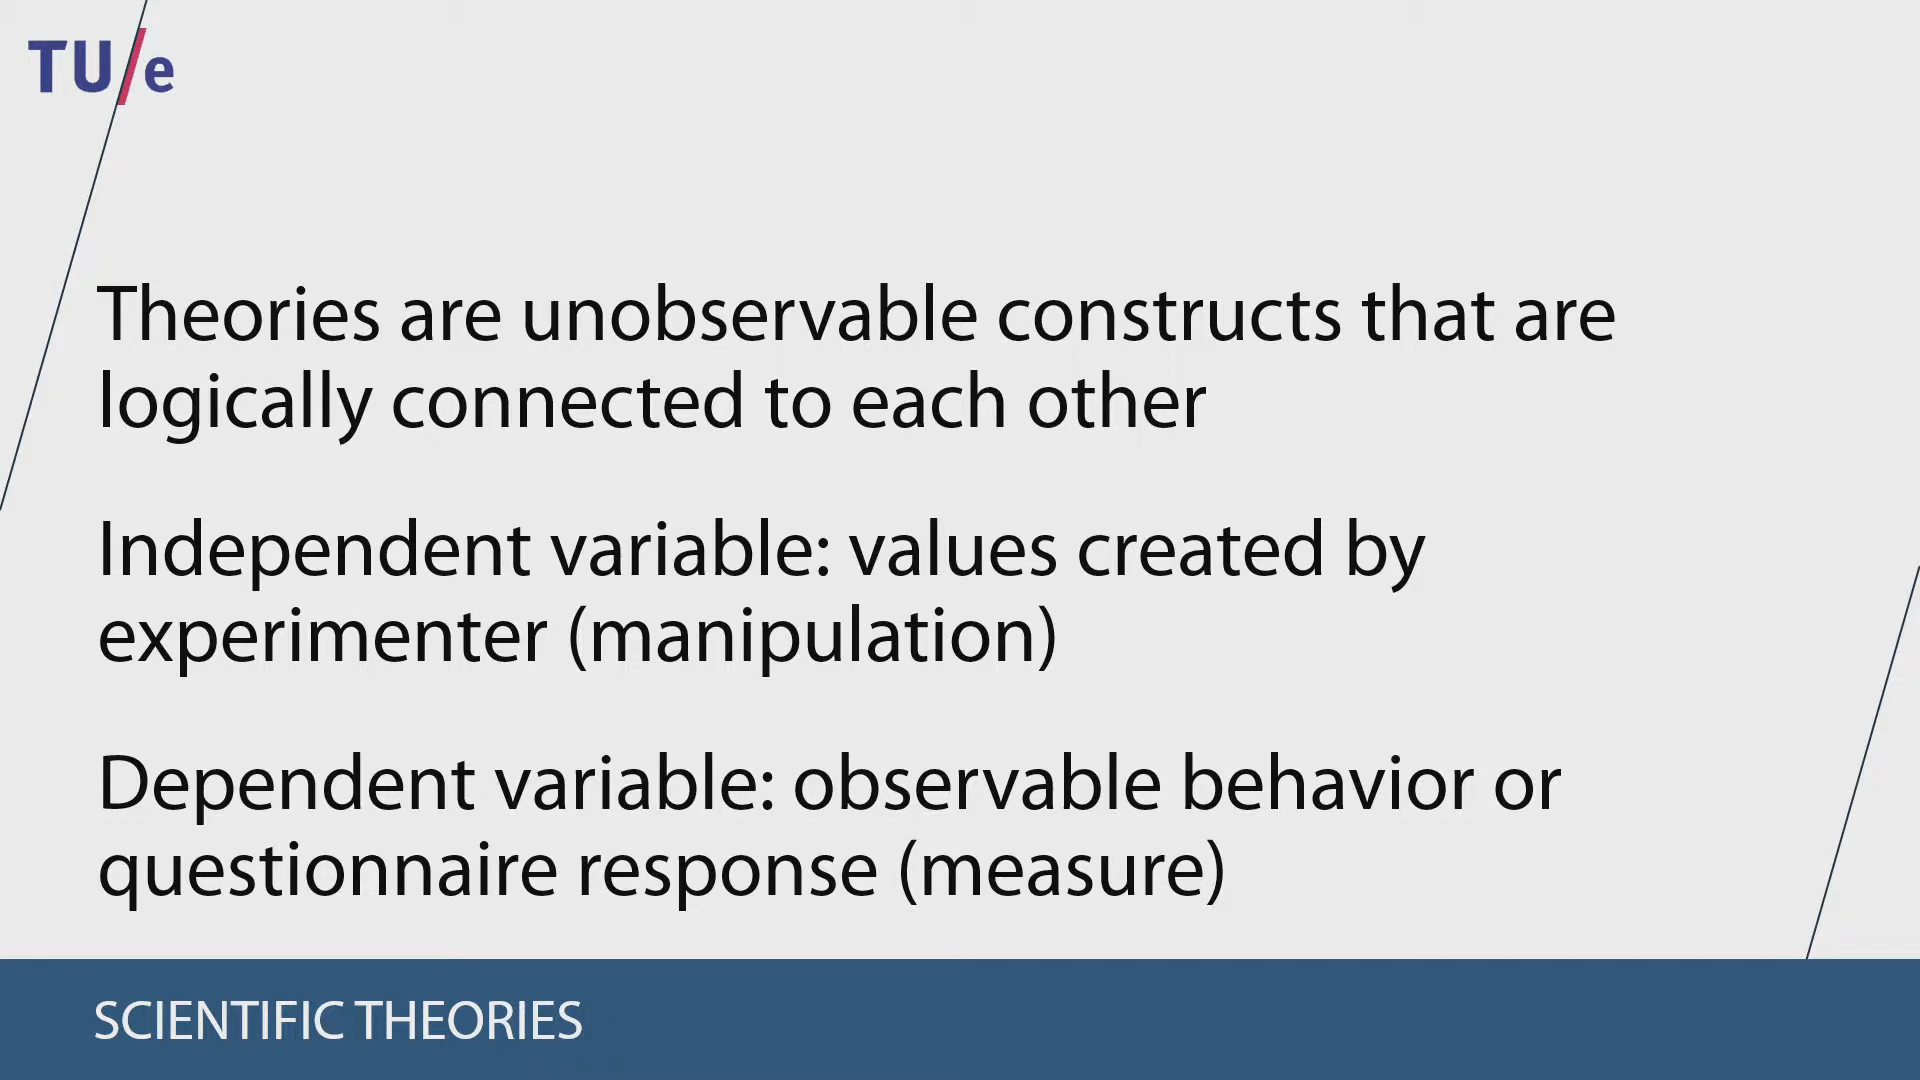 TU/e
Theories are unobservable constructs that are
logically connected to each other
Independent variable: values created by
experimenter (manipulation)
Dependent variable: observable behavior or
questionnaire response (measure)
SCIENTIFIC THEORIES